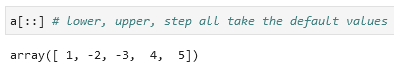 a[::] # lower, upper, step all take the default values
array([ 1, -2, -3,  4,  5])